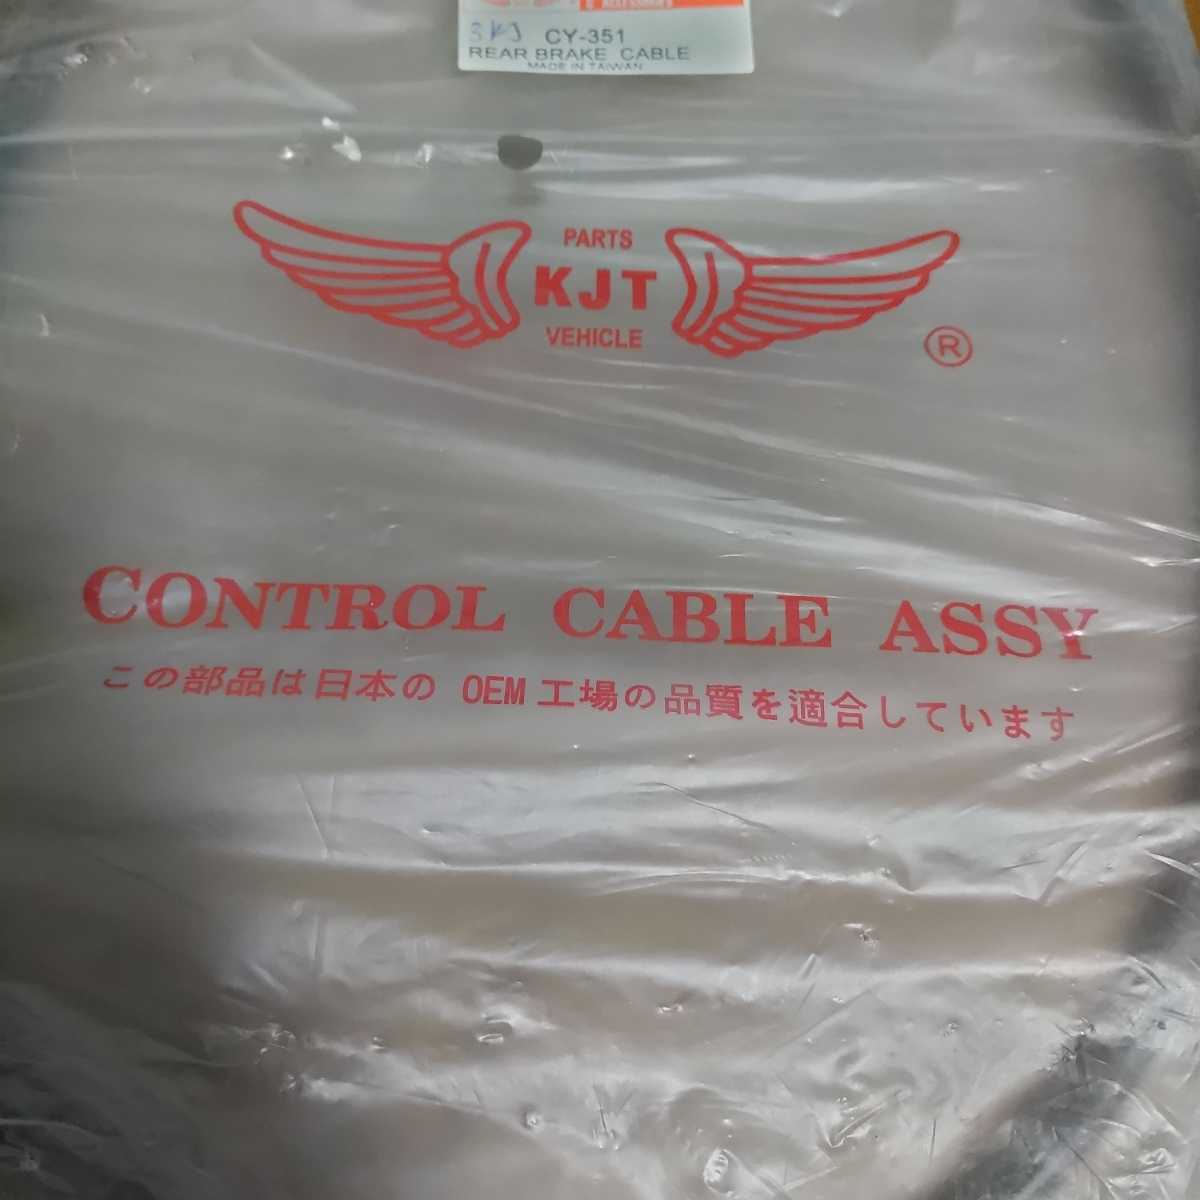 & ACCESSORIES
3KJ CY-351
REAR BRAKE CABLE
MADE IN TAIWAN
PARTS
KJT
VEHICLE
®
CONTROL CABLE ASSY
この部品は日本の OEM 工場の品質を適合しています